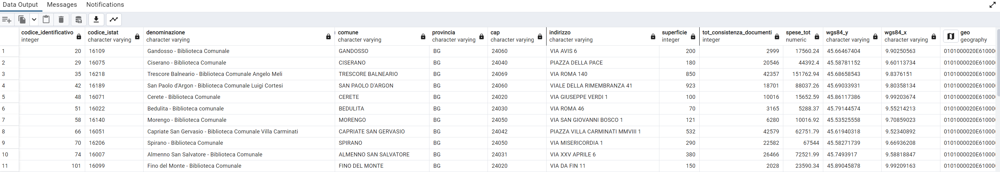 Data Output Messages Notifications
codice_identificativo codice_istat denominazione comune provincia cap indirizzo superficie tot_consistenza_documenti spese_tot wgs84_y wgs84_x geo
integer character varying character varying character varying character varying character varying character varying integer integer numeric character varying character varying geography
1 20 16109 Gandosso - Biblioteca Comunale GANDOSSO BG 24060 VIA AVIS 6 200 2999 17560.24 45.66467404 9.90250563 0101000020E61000
2 29 16075 Ciserano - Biblioteca Comunale CISERANO BG 24040 PIAZZA DELLA PACE 180 20546 44392.4 45.58781152 9.60113734 0101000020E61000
3 35 16218 Trescore Balneario - Biblioteca Comunale Angelo Meli TRESCORE BALNEARIO BG 24069 VIA ROMA 140 850 42357 151762.94 45.68658543 9.8376151 0101000020E61000
4 42 16189 San Paolo d'Argon - Biblioteca Comunale Luigi Cortesi SAN PAOLO D'ARGON BG 24060 VIALE DELLA RIMEMBRANZA 41 923 18701 88037.26 45.69033931 9.80358134 0101000020E61000
5 48 16071 Cerete - Biblioteca Comunale CERETE BG 24020 VIA GIUSEPPE VERDI 1 100 10016 15652.59 45.86117386 9.99203674 0101000020E61000
6 51 16022 Bedulita - Biblioteca comunale BEDULITA BG 24030 VIA ROMA 46 70 3165 5288.37 45.79144574 9.55214213 0101000020E61000
7 58 16140 Morengo - Biblioteca Comunale MORENGO BG 24050 VIA SAN GIOVANNI BOSCO 1 121 6280 10016.92 45.53525558 9.70859023 0101000020E61000
8 66 16051 Capriate San Gervasio - Biblioteca Comunale Villa Carminati CAPRIATE SAN GERVASIO BG 24042 PIAZZA VILLA CARMINATI MMVIII 1 532 42579 62751.79 45.61940318 9.52340892 0101000020E61000
9 70 16206 Spirano - Biblioteca Comunale SPIRANO BG 24050 VIA MISERICORDIA 1 290 22582 67544 45.58271739 9.66936208 0101000020E61000
10 74 16007 Almenno San Salvatore - Biblioteca Comunale ALMENNO SAN SALVATORE BG 24031 VIA XXV APRILE 6 380 26466 72521.99 45.7493917 9.58818847 0101000020E61000
11 101 16099 Fino del Monte - Biblioteca Comunale FINO DEL MONTE BG 24020 VIA DA FIN 11 150 2028 23590.34 45.89045878 9.99209163 0101000020E61000